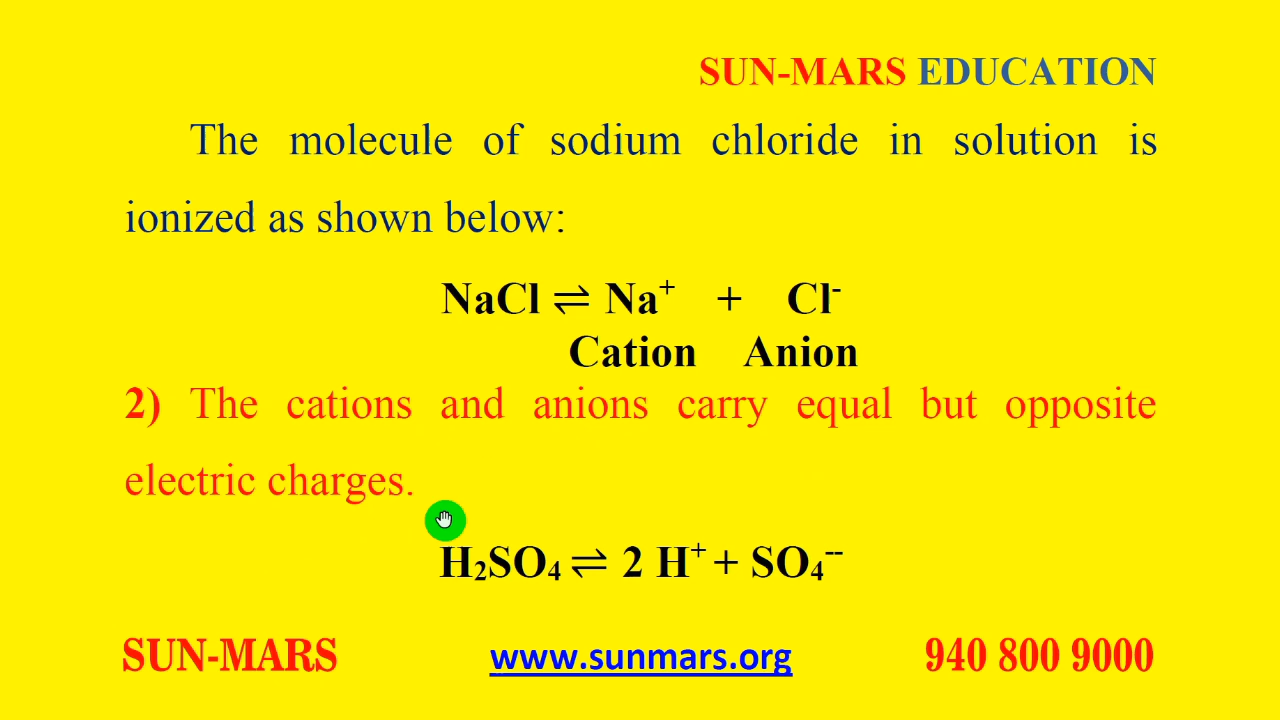 SUN-MARS EDUCATION
The molecule of sodium chloride in solution is
ionized as shown below:
NaCl ⇌ Na⁺ + Cl⁻
Cation Anion
2) The cations and anions carry equal but opposite
electric charges.
H₂SO₄ ⇌ 2 H⁺ + SO₄⁻⁻
SUN-MARS www.sunmars.org 940 800 9000